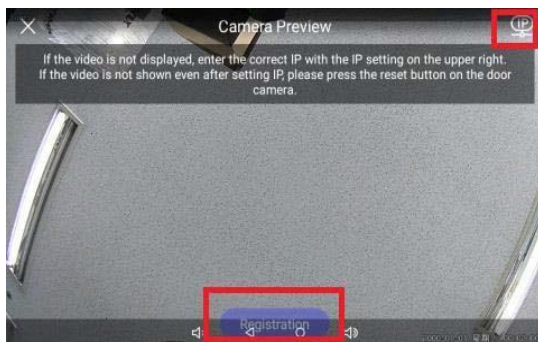 Camera Preview
IP
If the video is not displayed, enter the correct IP with the IP setting on the upper right.
If the video is not shown even after setting IP, please press the reset button on the door
camera.
Registration